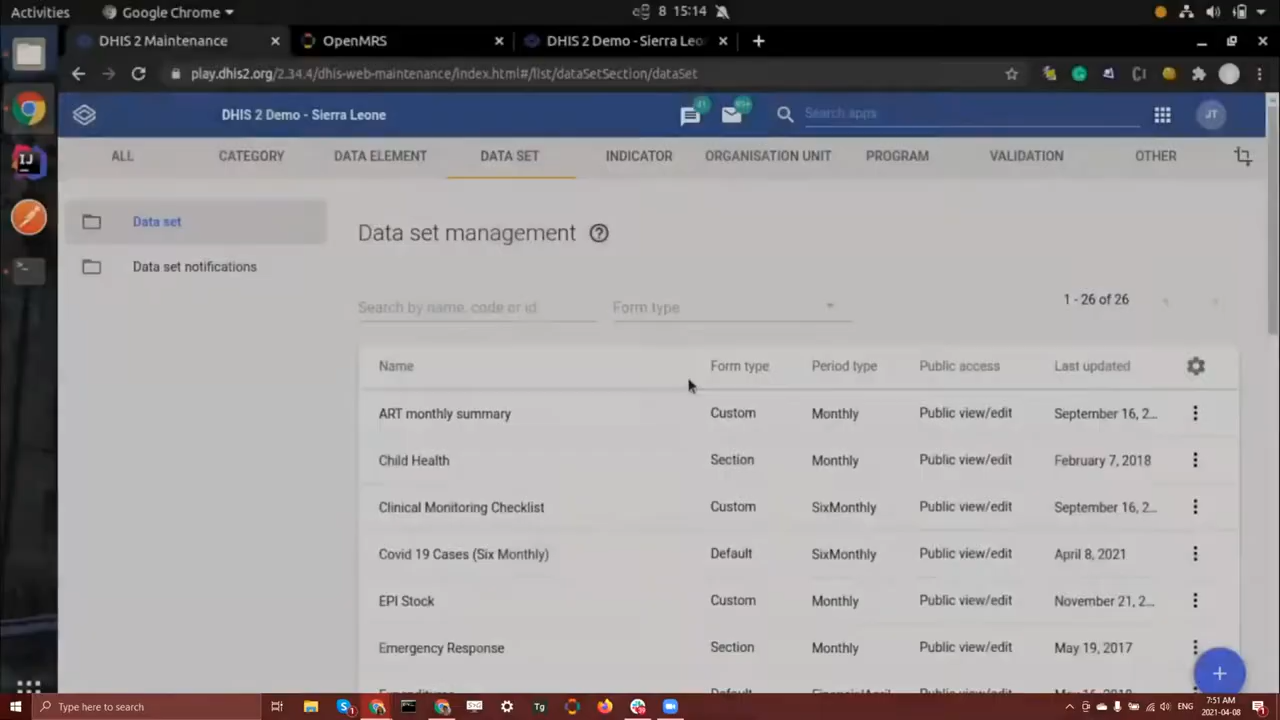 Activities Google Chrome 8 15:14
DHIS 2 Maintenance OpenMRS DHIS 2 Demo - Sierra Leo
play.dhis2.org/2.34.4/dhis-web-maintenance/index.html#/list/dataSetSection/dataSet
DHIS 2 Demo - Sierra Leone Search apps JT
ALL CATEGORY DATA ELEMENT DATA SET INDICATOR ORGANISATION UNIT PROGRAM VALIDATION OTHER
Data set
Data set notifications
Data set management
Search by name, code or id Form type 1 - 26 of 26
Name Form type Period type Public access Last updated
ART monthly summary Custom Monthly Public view/edit September 16, 2...
Child Health Section Monthly Public view/edit February 7, 2018
Clinical Monitoring Checklist Custom SixMonthly Public view/edit September 16, 2...
Covid 19 Cases (Six Monthly) Default SixMonthly Public view/edit April 8, 2021
EPI Stock Custom Monthly Public view/edit November 21, 2...
Emergency Response Section Monthly Public view/edit May 19, 2017
Type here to search 7:51 AM
2021-04-08